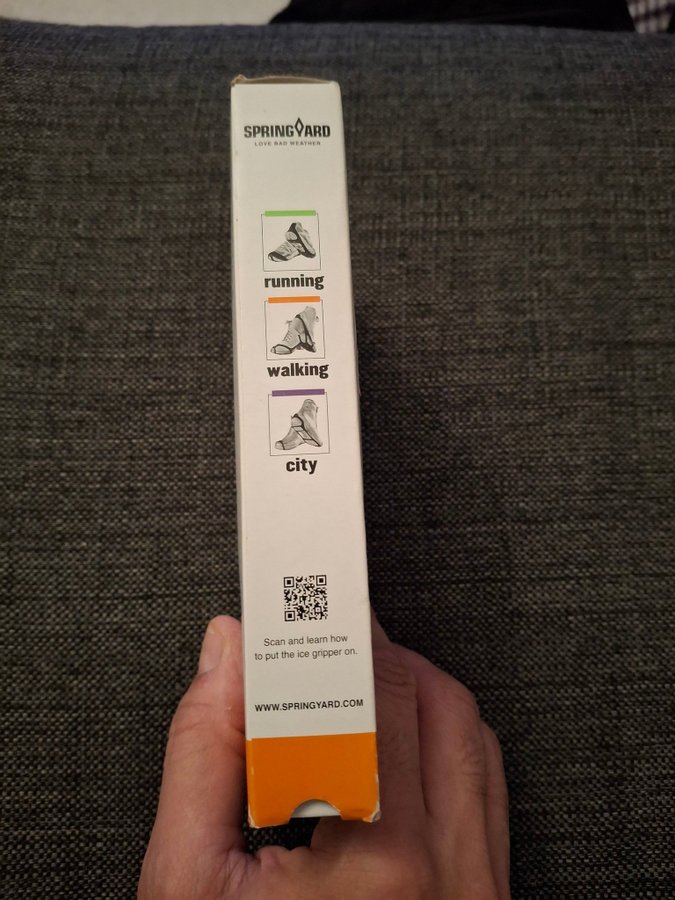 SPRINGYARD
LOVE BAD WEATHER
running
walking
city
Scan and learn how
to put the ice gripper on.
WWW.SPRINGYARD.COM